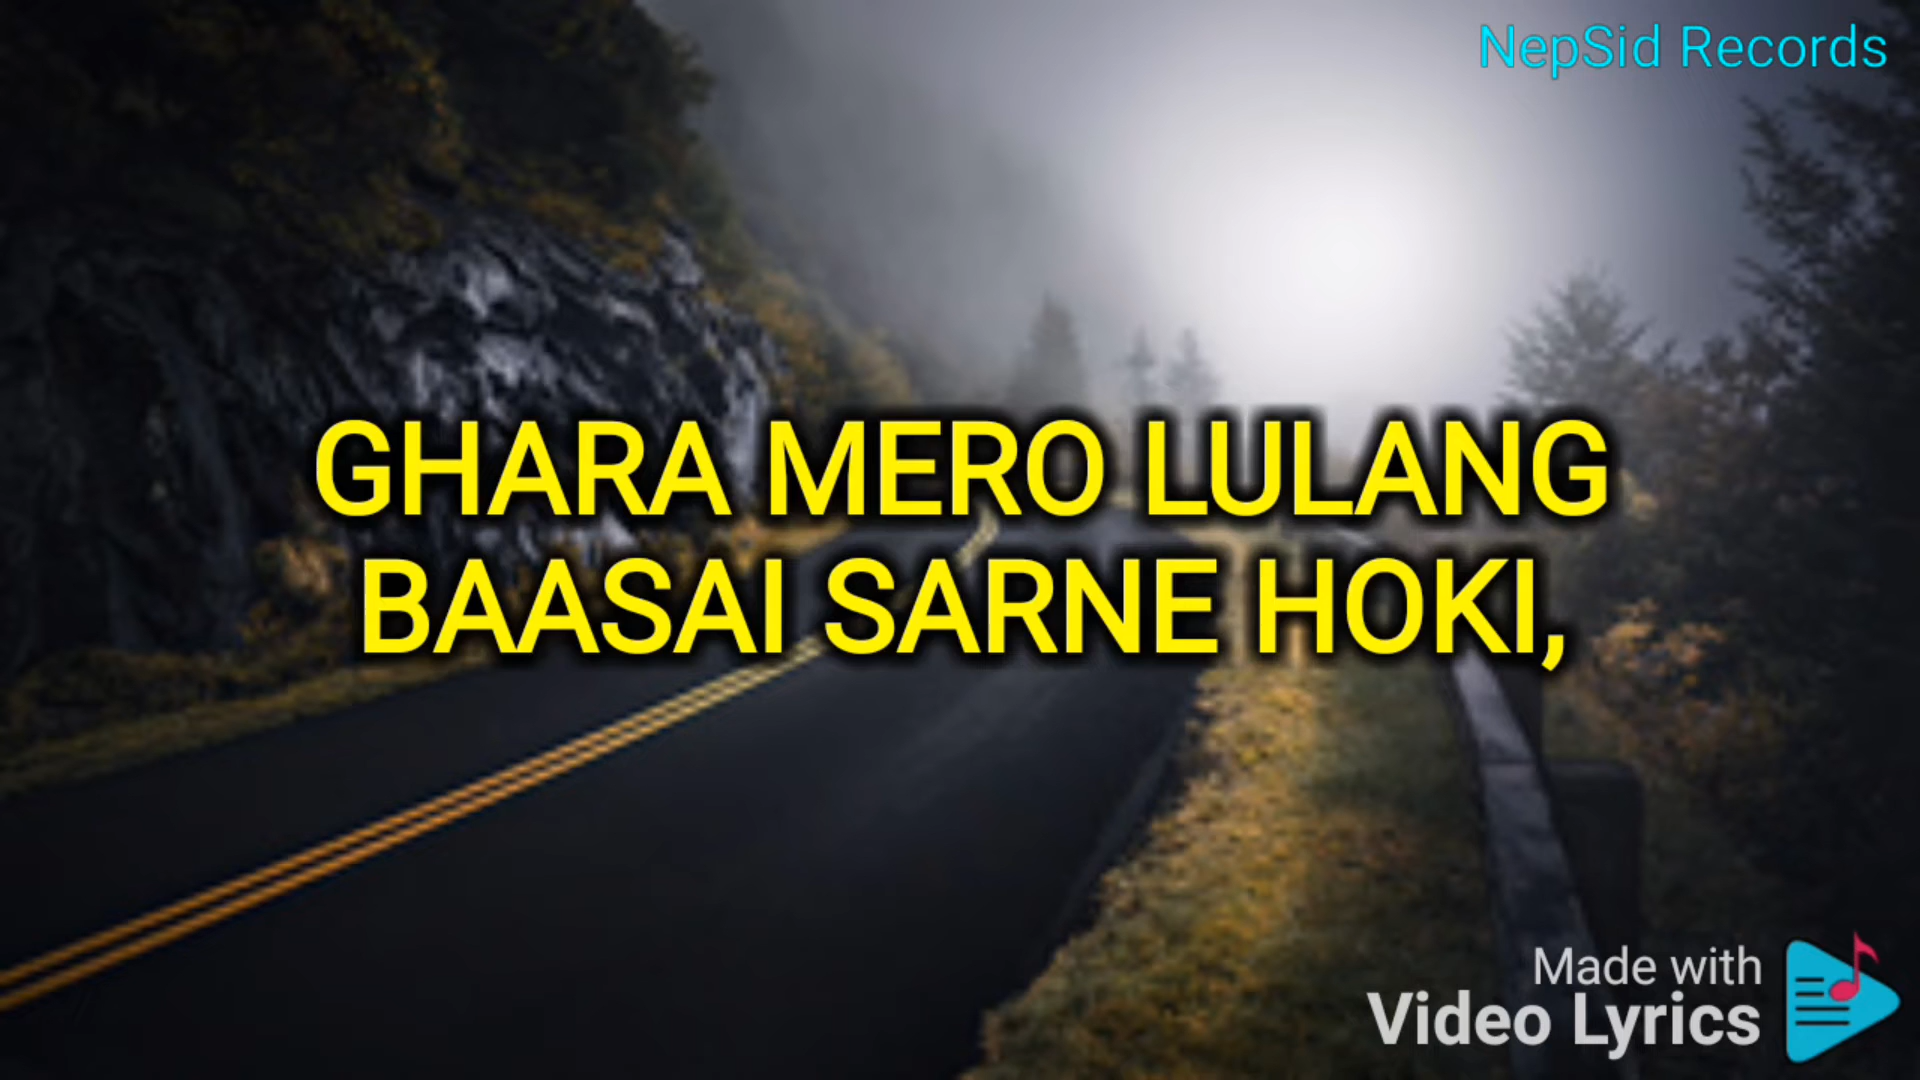 NepSid Records
GHARA MERO LULANG
BAASAI SARNE HOKI,
Made with
Video Lyrics